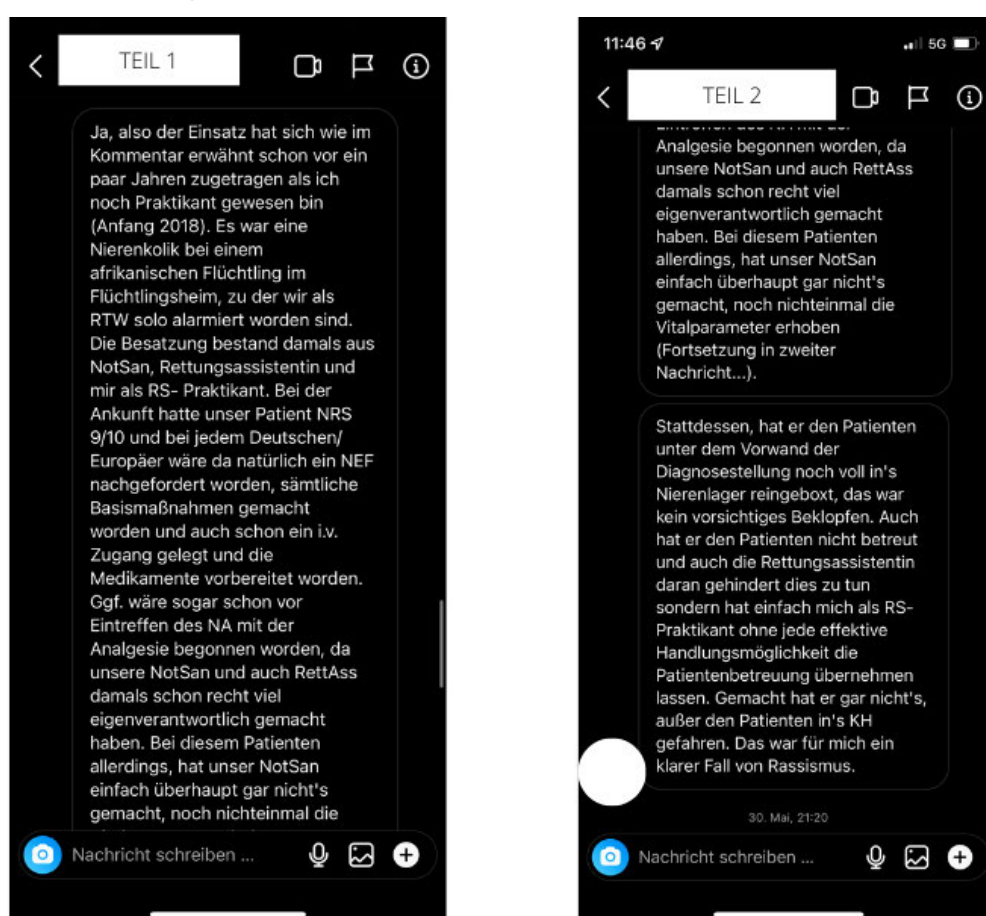 TEIL 1
Ja, also der Einsatz hat sich wie im
Kommentar erwähnt schon vor ein
paar Jahren zugetragen als ich
noch Praktikant gewesen bin
(Anfang 2018). Es war eine
Nierenkolik bei einem
afrikanischen Flüchtling im
Flüchtlingsheim, zu der wir als
RTW solo alarmiert worden sind.
Die Besatzung bestand damals aus
NotSan, Rettungsassistentin und
mir als RS- Praktikant. Bei der
Ankunft hatte unser Patient NRS
9/10 und bei jedem Deutschen/
Europäer wäre da natürlich ein NEF
nachgefordert worden, sämtliche
Basismaßnahmen gemacht
worden und auch schon ein i.v.
Zugang gelegt und die
Medikamente vorbereitet worden.
Ggf. wäre sogar schon vor
Eintreffen des NA mit der
Analgesie begonnen worden, da
unsere NotSan und auch RettAss
damals schon recht viel
eigenverantwortlich gemacht
haben. Bei diesem Patienten
allerdings, hat unser NotSan
einfach überhaupt gar nicht's
gemacht, noch nichteinmal die
Nachricht schreiben ...
11:46
5G
TEIL 2
Analgesie begonnen worden, da
unsere NotSan und auch RettAss
damals schon recht viel
eigenverantwortlich gemacht
haben. Bei diesem Patienten
allerdings, hat unser NotSan
einfach überhaupt gar nicht's
gemacht, noch nichteinmal die
Vitalparameter erhoben
(Fortsetzung in zweiter
Nachricht...).
Stattdessen, hat er den Patienten
unter dem Vorwand der
Diagnosestellung noch voll in's
Nierenlager reingeboxt, das war
kein vorsichtiges Beklopfen. Auch
hat er den Patienten nicht betreut
und auch die Rettungsassistentin
daran gehindert dies zu tun
sondern hat einfach mich als RS-
Praktikant ohne jede effektive
Handlungsmöglichkeit die
Patientenbetreuung übernehmen
lassen. Gemacht hat er gar nicht's,
außer den Patienten in's KH
gefahren. Das war für mich ein
klarer Fall von Rassismus.
30. Mai, 21:20
Nachricht schreiben ...